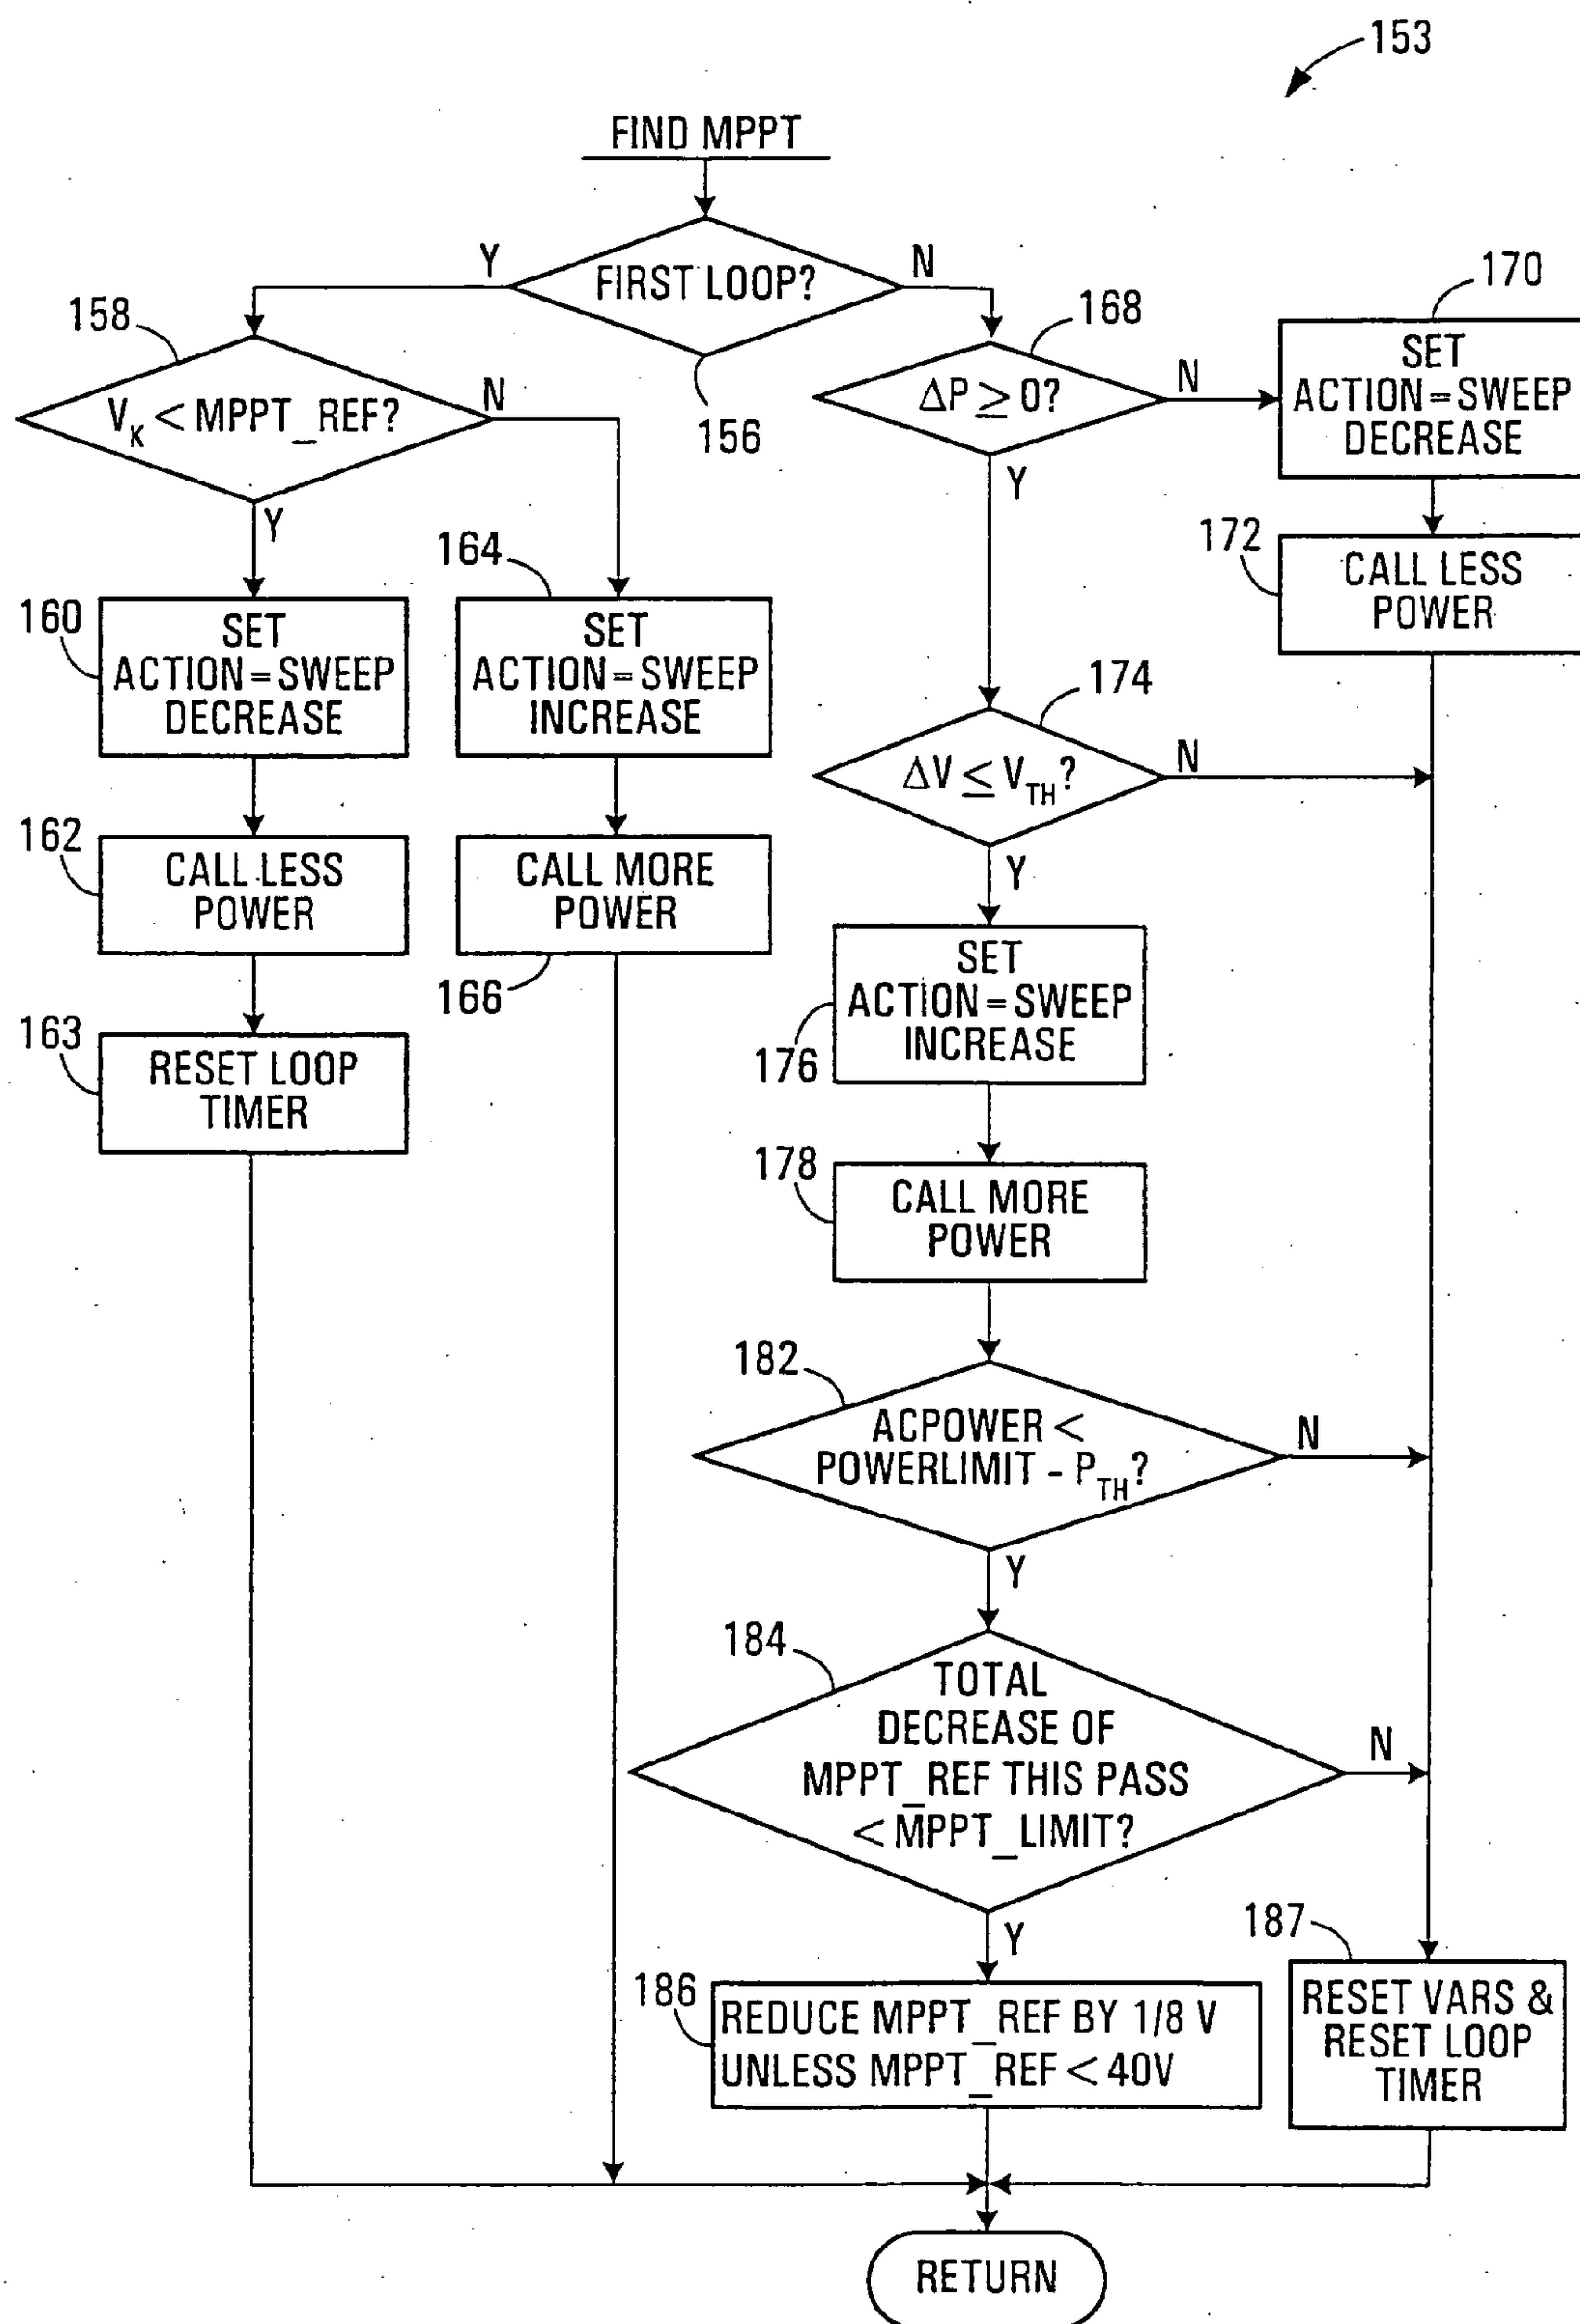 153
FIND MPPT
Y
FIRST LOOP?
N
156
158
V_K < MPPT_REF?
N
Y
168
ΔP ≥ 0?
N
Y
170
SET
ACTION = SWEEP
DECREASE
172
CALL LESS
POWER
160
SET
ACTION = SWEEP
DECREASE
164
SET
ACTION = SWEEP
INCREASE
174
ΔV ≤ V_TH?
N
Y
162
CALL LESS
POWER
CALL MORE
POWER
166
163
RESET LOOP
TIMER
SET
ACTION = SWEEP
INCREASE
176
178
CALL MORE
POWER
182
ACPOWER <
POWERLIMIT - P_TH?
N
Y
184
TOTAL
DECREASE OF
MPPT_REF THIS PASS
< MPPT_LIMIT?
N
Y
186
REDUCE MPPT_REF BY 1/8 V
UNLESS MPPT_REF < 40V
187
RESET VARS &
RESET LOOP
TIMER
RETURN